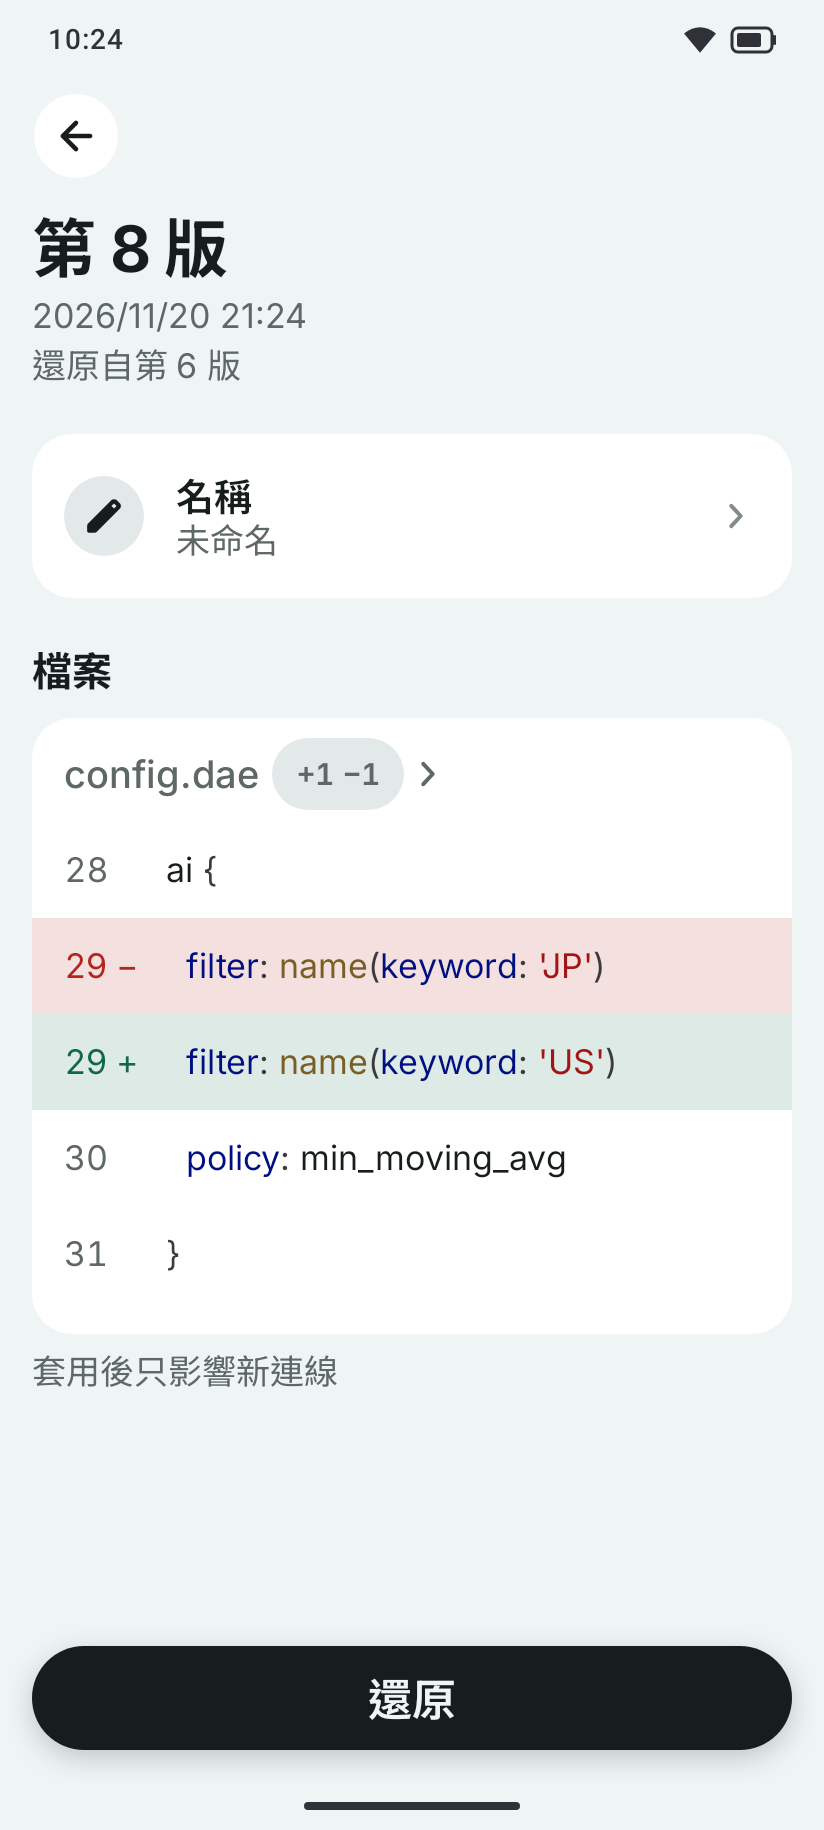 10:24
第 8 版
2026/11/20 21:24
還原自第 6 版
名稱
未命名
檔案
config.dae +1 −1
28 ai {
29 − filter: name(keyword: 'JP')
29 + filter: name(keyword: 'US')
30 policy: min_moving_avg
31 }
套用後只影響新連線
還原